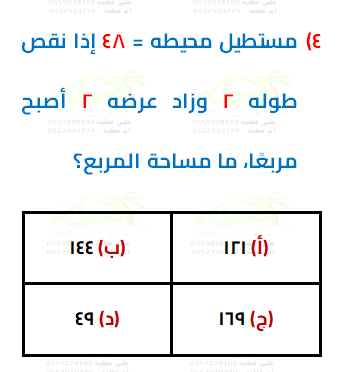 ٤) مستطيل محيطه = ٤٨ إذا نقص
طوله ٢ وزاد عرضه ٢ أصبح
مربعًا، ما مساحة المربع؟
(أ) ١٢١ (ب) ١٤٤
(ج) ١٦٩ (د) ٤٩